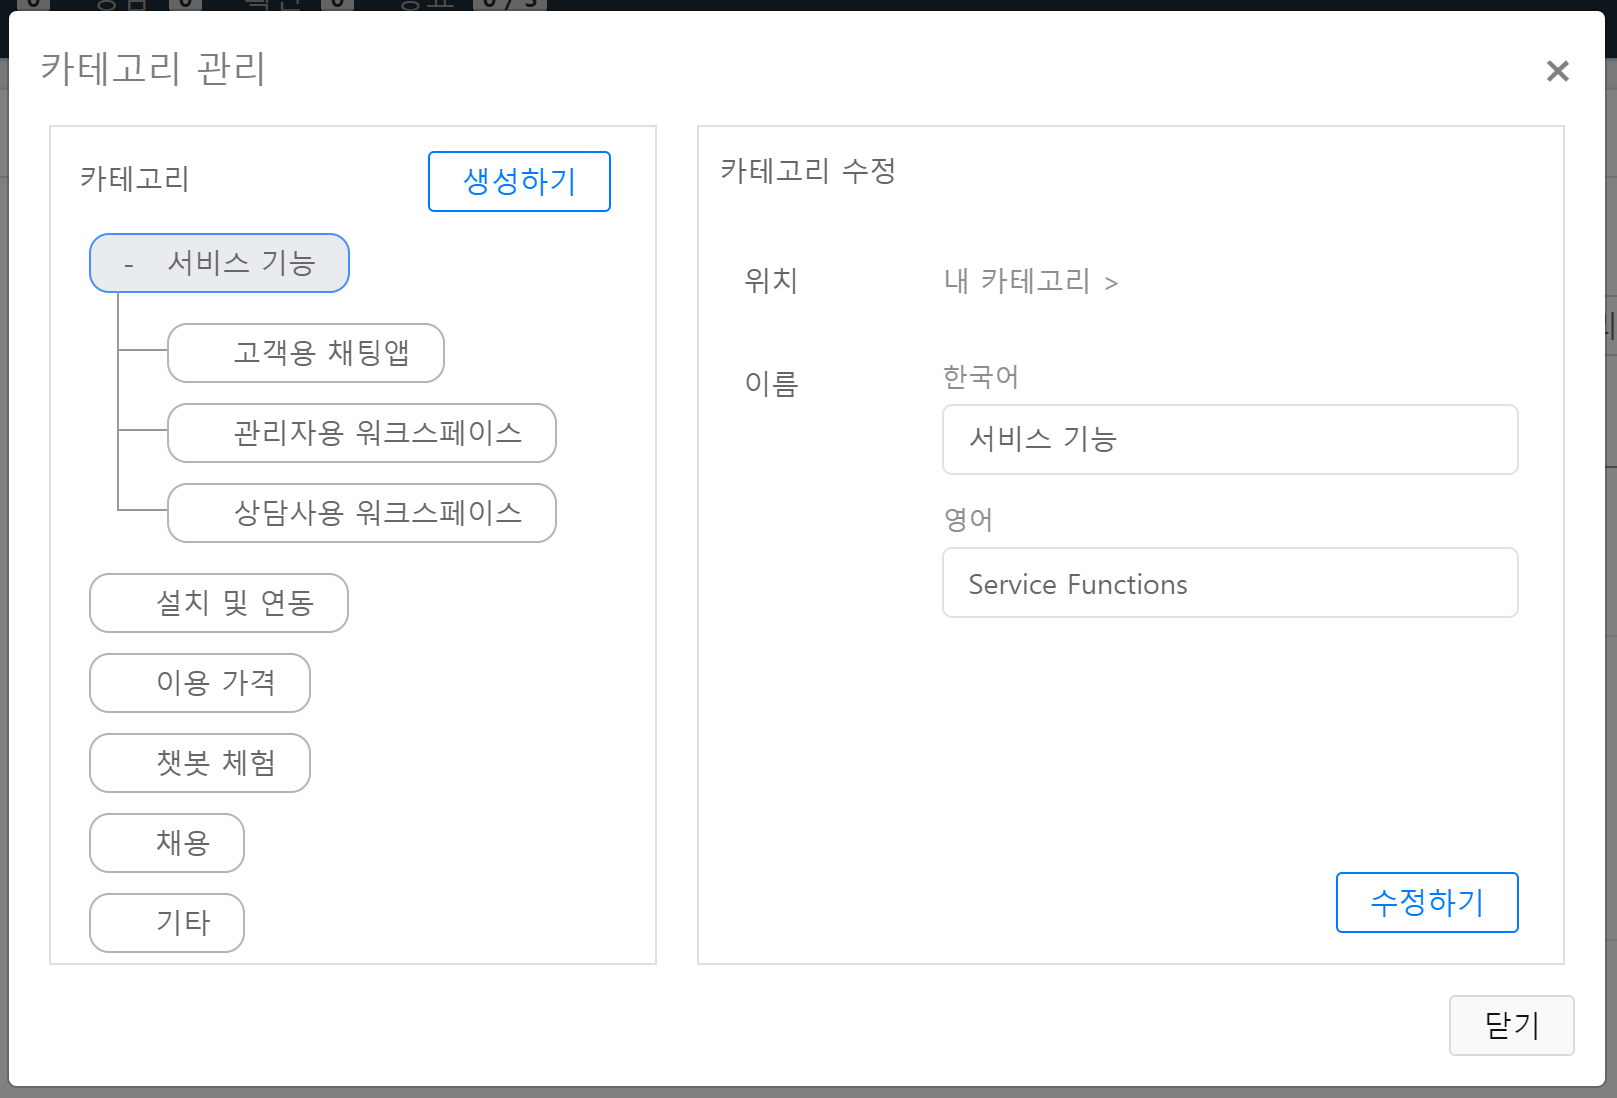 카테고리 관리
카테고리
생성하기
- 서비스 기능
고객용 채팅앱
관리자용 워크스페이스
상담사용 워크스페이스
설치 및 연동
이용 가격
챗봇 체험
채용
기타
카테고리 수정
위치
내 카테고리 >
이름
한국어
서비스 기능
영어
Service Functions
수정하기
닫기